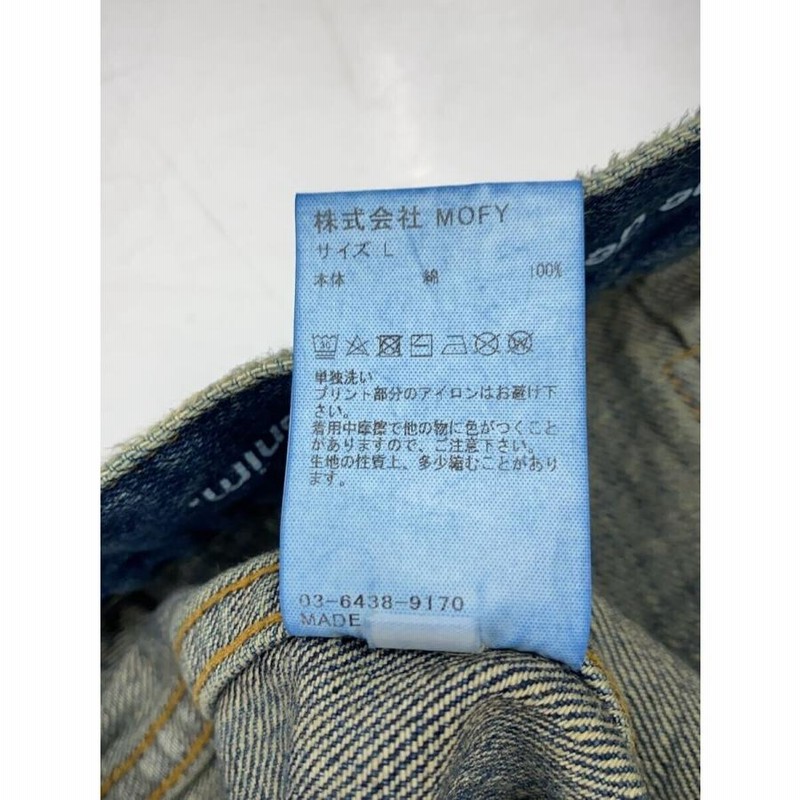 株式会社 MOFY
サイズ L
本体 綿 100%
単独洗い
プリント部分のアイロンはお避け下
さい。
着用中摩擦で他の物に色がつくこと
がありますので、ご注意下さい。
生地の性質上、多少縮むことがあり
ます。
03-6438-9170
MADE